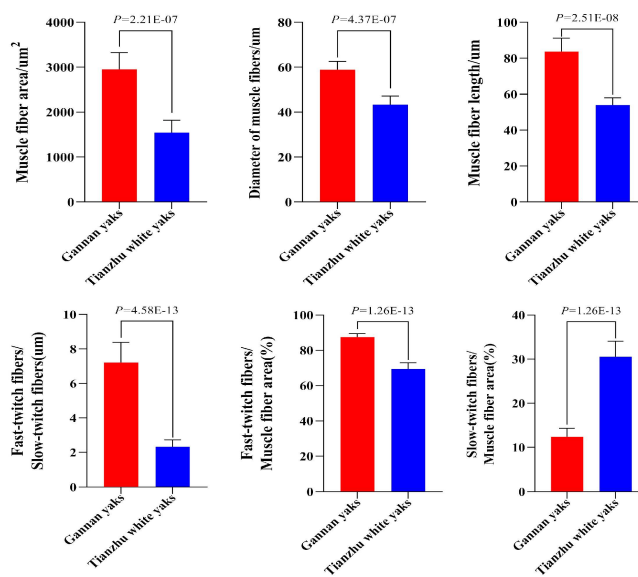 P=2.21E-07
Muscle fiber area/um2
4000
3000
2000
1000
0
Gannan yaks
Tianzhu white yaks
P=4.37E-07
Diameter of muscle fibers/um
80
60
40
20
0
Gannan yaks
Tianzhu white yaks
P=2.51E-08
Muscle fiber length/um
100
80
60
40
20
0
Gannan yaks
Tianzhu white yaks
P=4.58E-13
Fast-twitch fibers/
Slow-twitch fibers(um)
8
6
4
2
0
Gannan yaks
Tianzhu white yaks
P=1.26E-13
Fast-twitch fibers/
Muscle fiber area(%)
100
80
60
40
20
0
Gannan yaks
Tianzhu white yaks
P=1.26E-13
Slow-twitch fibers/
Muscle fiber area(%)
40
30
20
10
0
Gannan yaks
Tianzhu white yaks